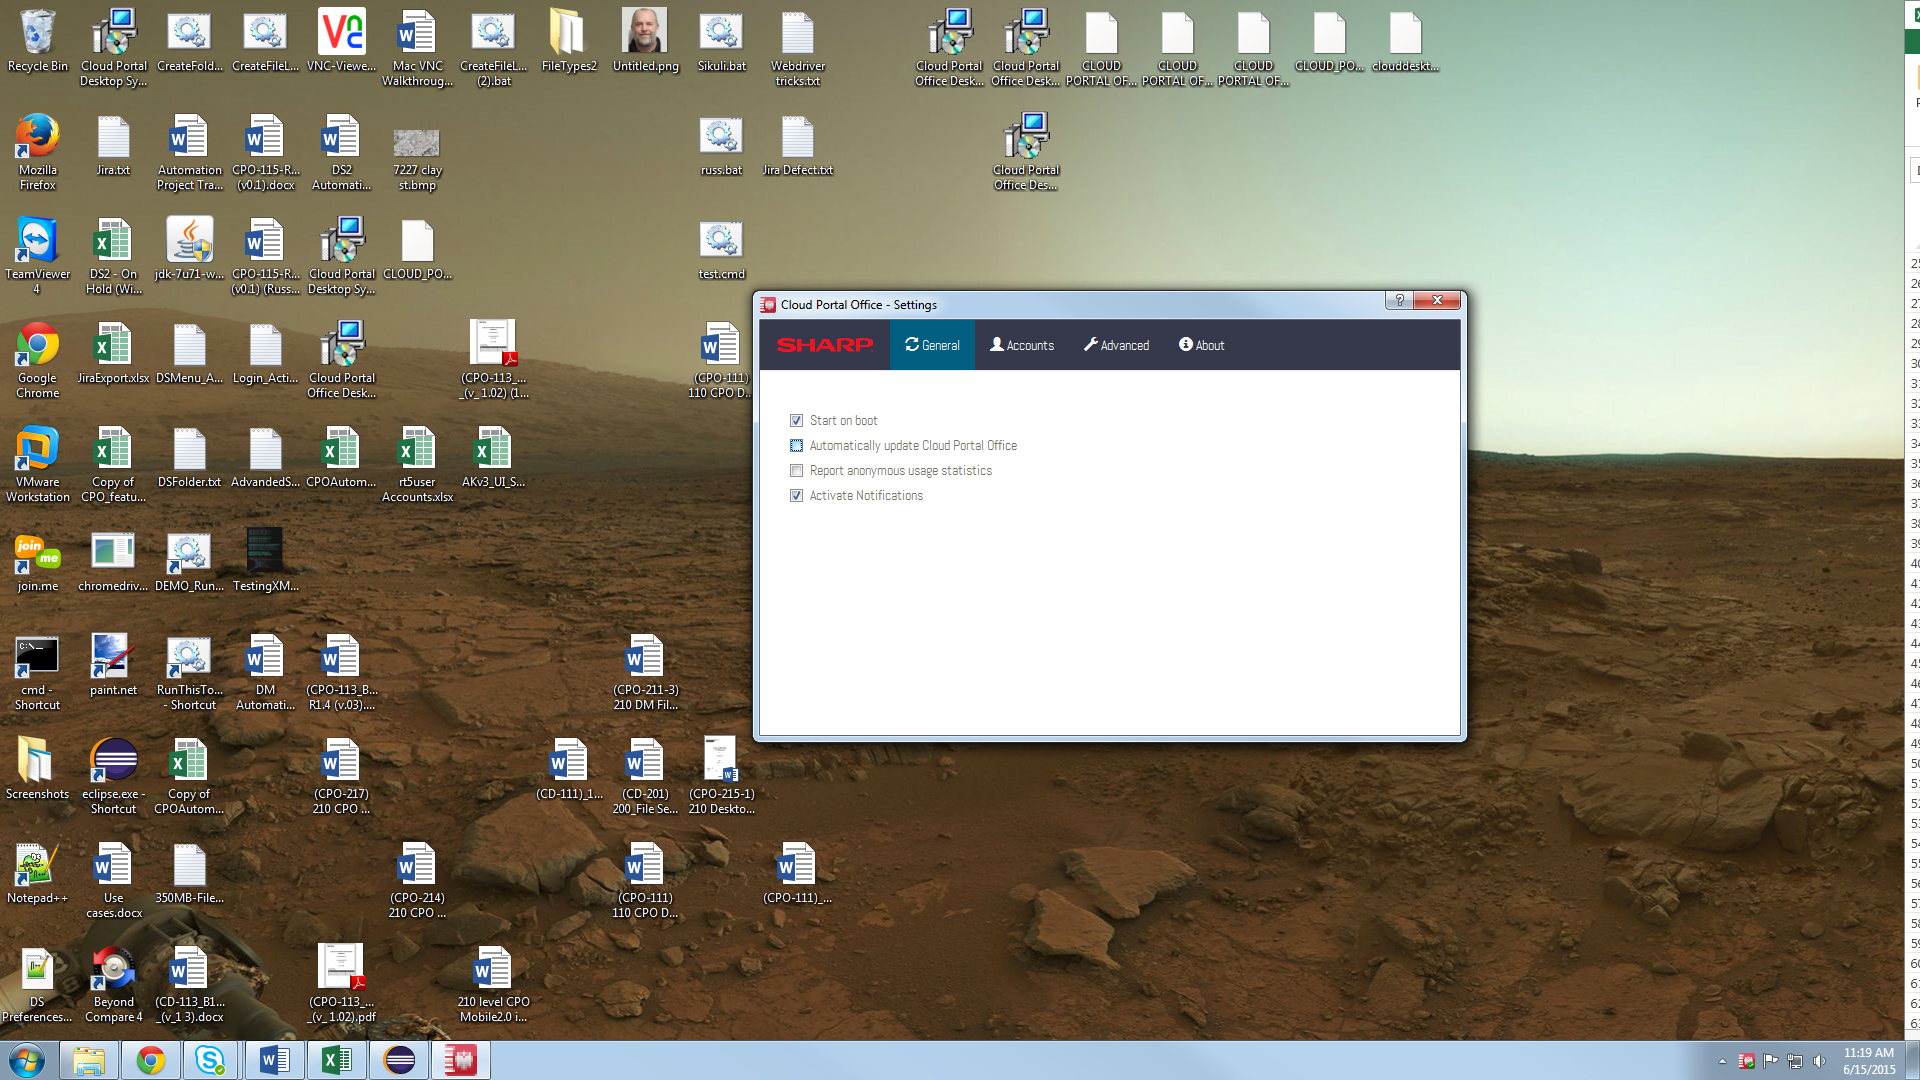 Recycle Bin
Cloud Portal
Desktop Sy...
CreateFold...
CreateFileL...
VNC-Viewe...
Mac VNC
Walkthroug...
CreateFileL...
(2).bat
FileTypes2
Untitled.png
Sikuli.bat
Webdriver
tricks.txt
Cloud Portal
Office Desk...
Cloud Portal
Office Desk...
CLOUD
PORTAL OF...
CLOUD
PORTAL OF...
CLOUD
PORTAL OF...
CLOUD_PO...
clouddeskt...
Mozilla
Firefox
Jira.txt
Automation
Project Tra...
CPO-115-R...
(v0.1).docx
DS2
Automati...
7227 clay
st.bmp
russ.bat
Jira Defect.txt
Cloud Portal
Office Des...
TeamViewer
4
DS2 - On
Hold (Wi...
jdk-7u71-w...
CPO-115-R...
(v0.1) (Russ...
Cloud Portal
Desktop Sy...
CLOUD_PO...
test.cmd
Google
Chrome
JiraExport.xlsx
DSMenu_A...
Login_Acti...
Cloud Portal
Office Desk...
(CPO-113_...
_(v_ 1.02) (1...
(CPO-111)
110 CPO D...
Cloud Portal Office - Settings
SHARP
General
Accounts
Advanced
About
Start on boot
Automatically update Cloud Portal Office
Report anonymous usage statistics
Activate Notifications
VMware
Workstation
Copy of
CPO_featu...
DSFolder.txt
AdvandedS...
CPOAutom...
rt5user
Accounts.xlsx
AKv3_UI_S...
join.me
chromedriv...
DEMO_Run...
TestingXM...
cmd -
Shortcut
paint.net
RunThisTo...
- Shortcut
DM
Automati...
(CPO-113_B...
R1.4 (v.03)....
(CPO-211-3)
210 DM Fil...
Screenshots
eclipse.exe -
Shortcut
Copy of
CPOAutom...
(CPO-217)
210 CPO ...
(CD-111)_1...
(CD-201)
200_File Se...
(CPO-215-1)
210 Deskto...
Notepad++
Use
cases.docx
350MB-File...
(CPO-214)
210 CPO ...
(CPO-111)
110 CPO D...
(CPO-111)_...
DS
Preferences...
Beyond
Compare 4
(CD-113_B1...
_(v_1 3).docx
(CPO-113_...
_(v_ 1.02).pdf
210 level CPO
Mobile2.0 i...
11:19 AM
6/15/2015